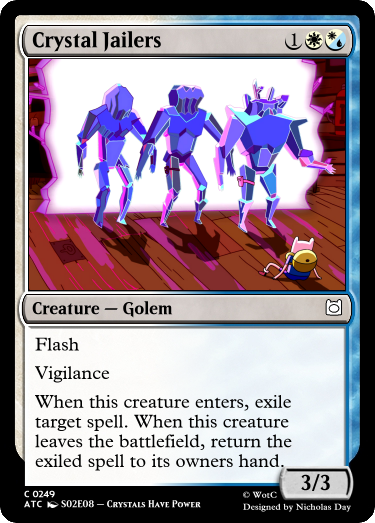 Crystal Jailers 1
Creature — Golem
Flash
Vigilance
When this creature enters, exile
target spell. When this creature
leaves the battlefield, return the
exiled spell to its owners hand.
3/3
C 0249
ATC S02E08 — Crystals Have Power
© WotC
Designed by Nicholas Day